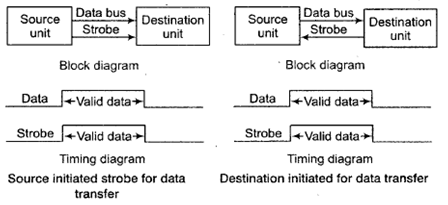 Source
unit
Data bus
Strobe
Destination
unit
Block diagram
Data
Valid data
Strobe
Valid data
Timing diagram
Source initiated strobe for data
transfer
Source
unit
Data bus
Strobe
Destination
unit
Block diagram
Data
Valid data
Strobe
Valid data
Timing diagram
Destination initiated for data transfer